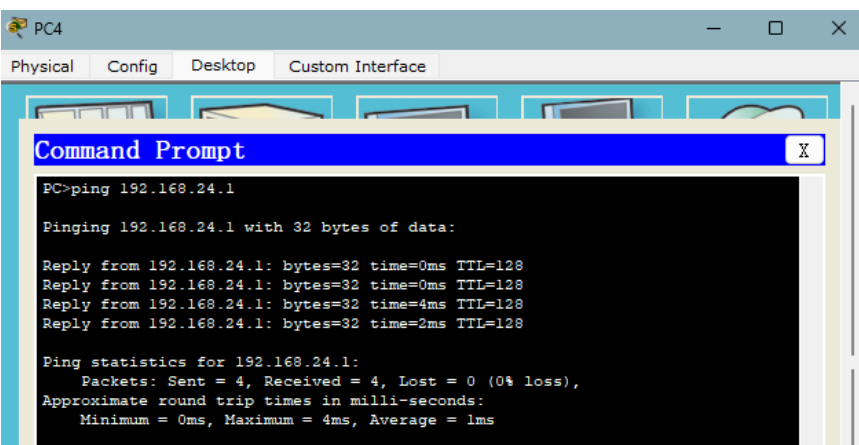 PC4
Physical Config Desktop Custom Interface
Command Prompt X
PC>ping 192.168.24.1
Pinging 192.168.24.1 with 32 bytes of data:
Reply from 192.168.24.1: bytes=32 time=0ms TTL=128
Reply from 192.168.24.1: bytes=32 time=0ms TTL=128
Reply from 192.168.24.1: bytes=32 time=4ms TTL=128
Reply from 192.168.24.1: bytes=32 time=2ms TTL=128
Ping statistics for 192.168.24.1:
Packets: Sent = 4, Received = 4, Lost = 0 (0% loss),
Approximate round trip times in milli-seconds:
Minimum = 0ms, Maximum = 4ms, Average = 1ms